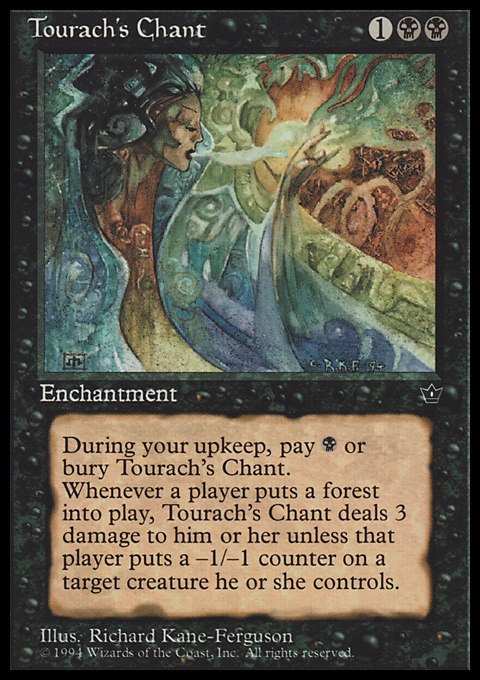 Tourach's Chant 1
© R.K.F. '94
Enchantment
During your upkeep, pay or
bury Tourach's Chant.
Whenever a player puts a forest
into play, Tourach's Chant deals 3
damage to him or her unless that
player puts a –1/–1 counter on a
target creature he or she controls.
Illus. Richard Kane-Ferguson
© 1994 Wizards of the Coast, Inc. All rights reserved.